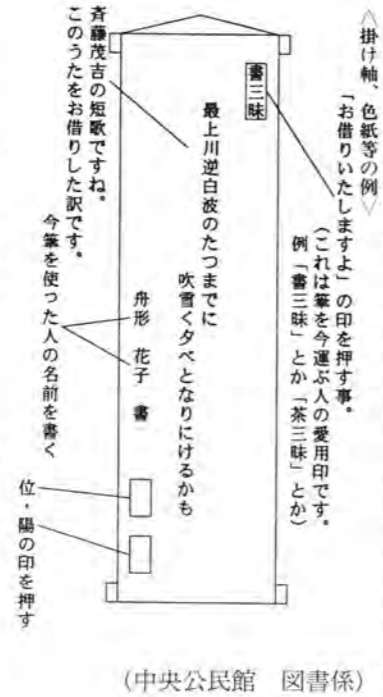 〈掛け軸、色紙等の例〉
「お借りいたしますよ」の印を押す事。
(これは筆を今運ぶ人の愛用印です。
例「書三昧」とか「茶三昧」とか)
書三昧
最上川逆白波のたつまでに
吹雪く夕べとなりにけるかも
舟形 花子 書
斉藤茂吉の短歌ですね。
このうたをお借りした訳です。
今筆を使った人の名前を書く
位・陽の印を押す
(中央公民館 図書係)